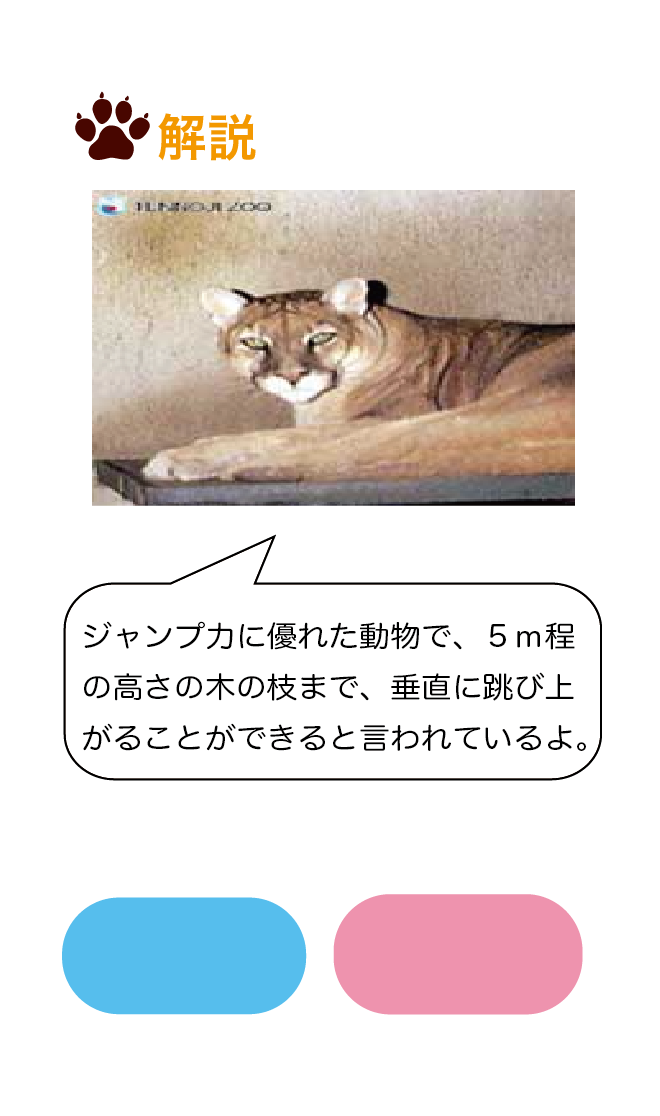 解説
TENNOJI ZOO
ジャンプ力に優れた動物で、５ｍ程
の高さの木の枝まで、垂直に跳び上
がることができると言われているよ。